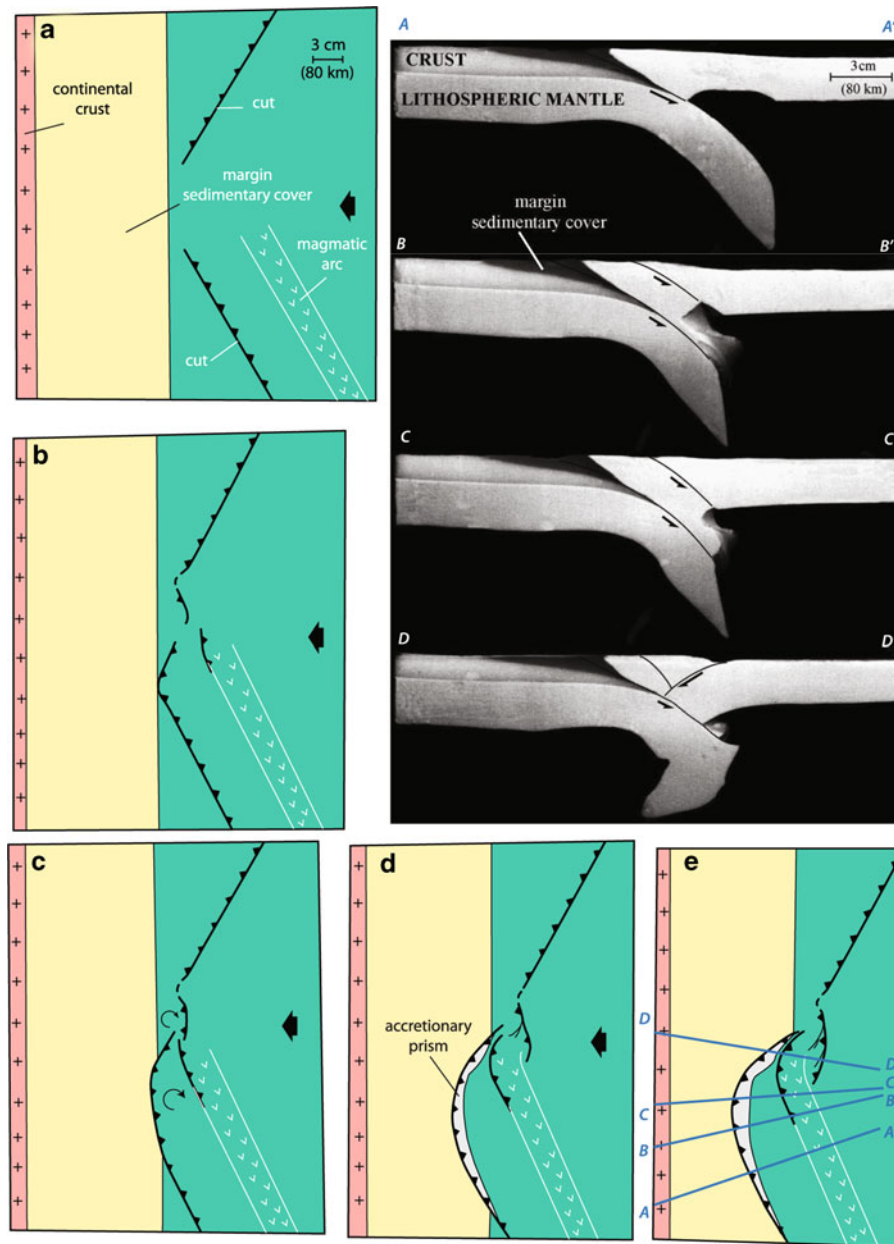 a
3 cm
(80 km)
continental
crust
cut
margin
sedimentary cover
magmatic
arc
cut
A
A'
CRUST
LITHOSPHERIC MANTLE
3cm
(80 km)
margin
sedimentary cover
B
B'
C
C
D
D
b
c
d
accretionary
prism
e
D
D
C
C
B
B
A
A